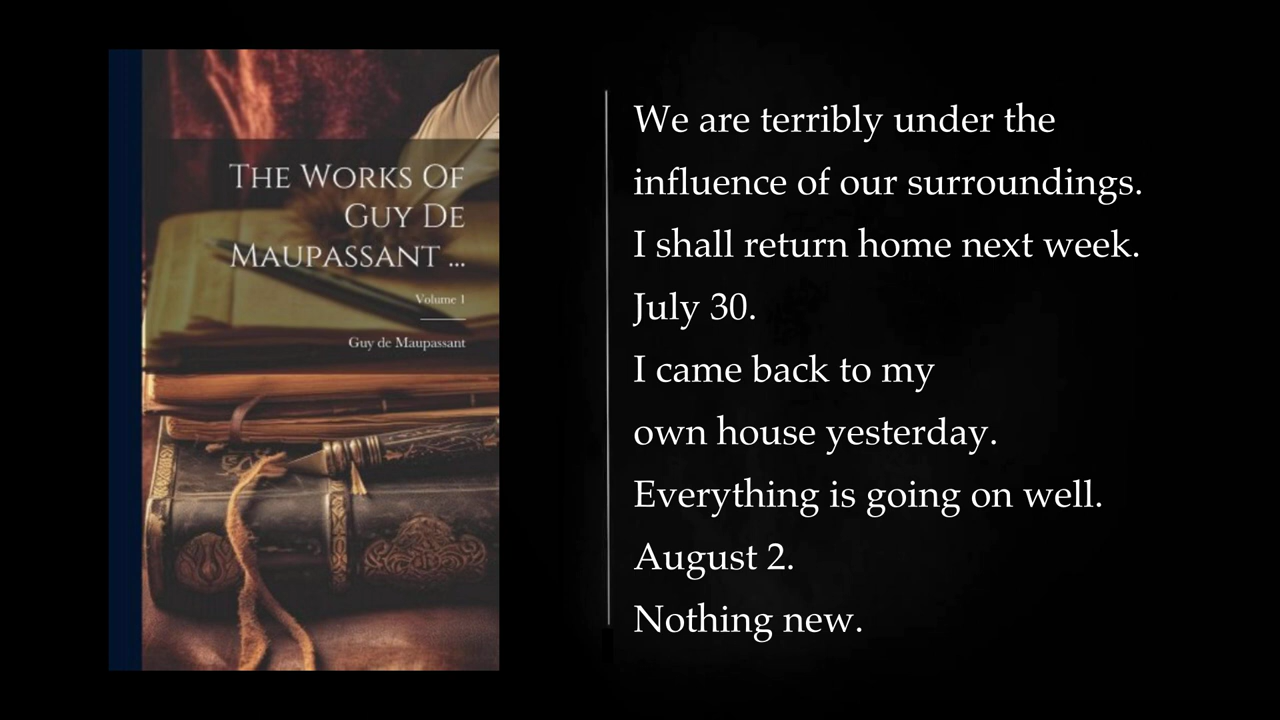 The Works Of
Guy De
Maupassant ...
Volume 1
Guy de Maupassant
We are terribly under the
influence of our surroundings.
I shall return home next week.
July 30.
I came back to my
own house yesterday.
Everything is going on well.
August 2.
Nothing new.